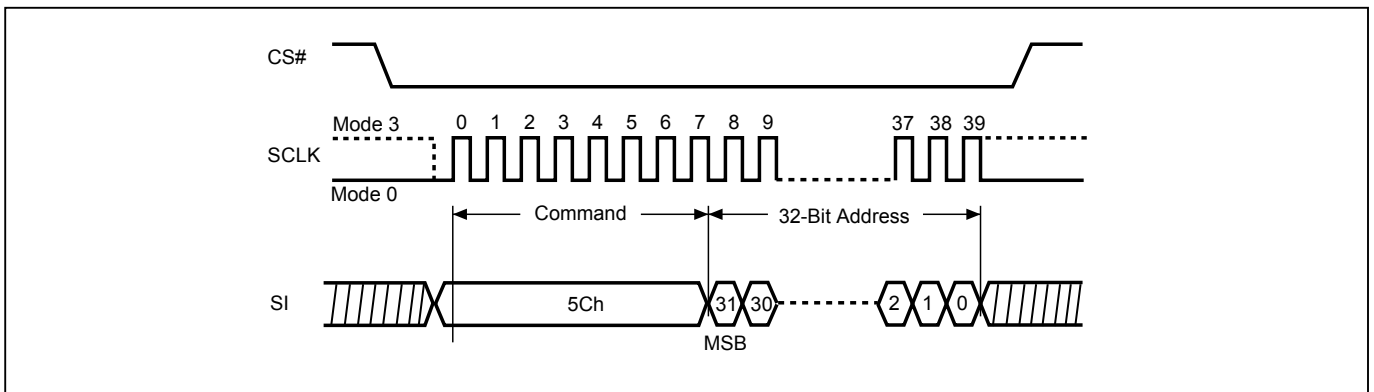 CS#
Mode 3
0 1 2 3 4 5 6 7 8 9 37 38 39
SCLK
Mode 0
Command 32-Bit Address
SI 5Ch 31 30 2 1 0
MSB